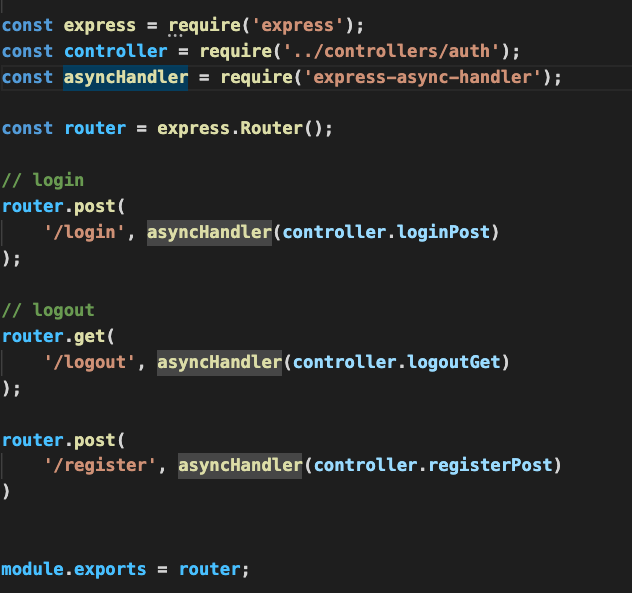 const express = require('express');
const controller = require('../controllers/auth');
const asyncHandler = require('express-async-handler');
const router = express.Router();
// login
router.post(
'/login', asyncHandler(controller.loginPost)
);
// logout
router.get(
'/logout', asyncHandler(controller.logoutGet)
);
router.post(
'/register', asyncHandler(controller.registerPost)
)
module.exports = router;